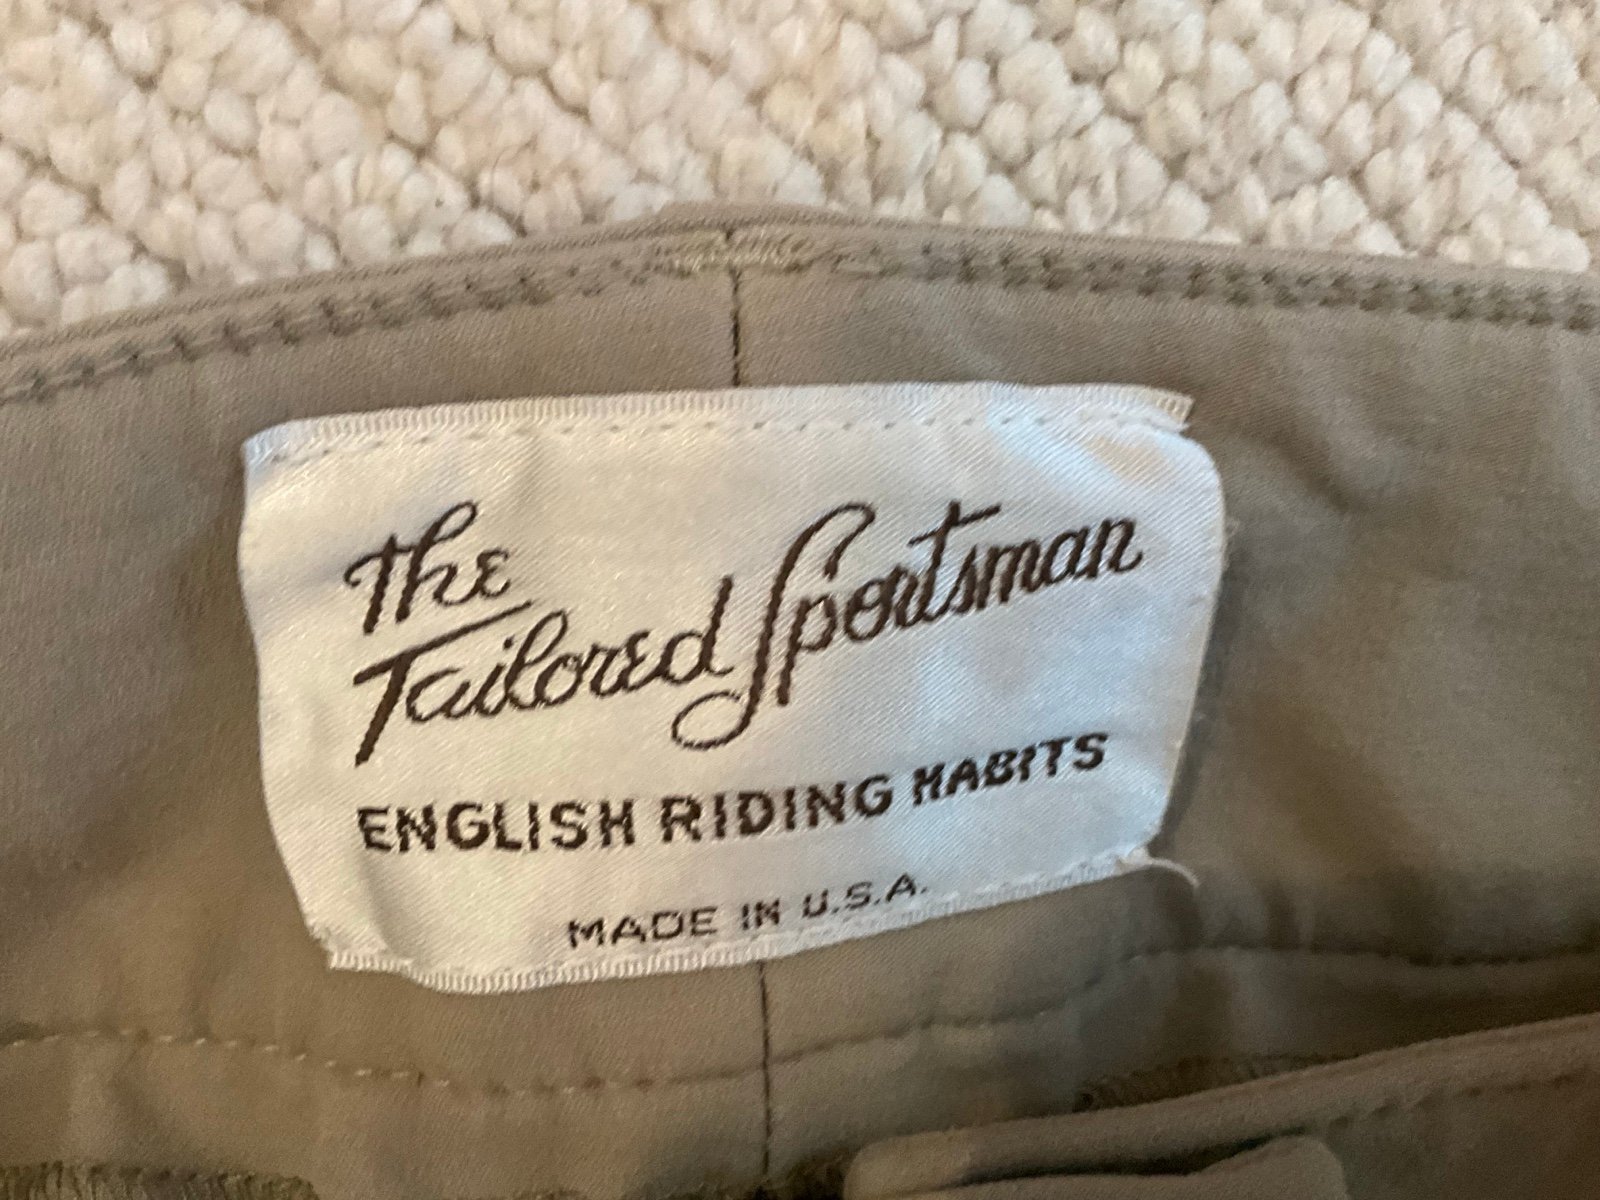 The
Tailored Sportsman
ENGLISH RIDING HABITS
MADE IN U.S.A.